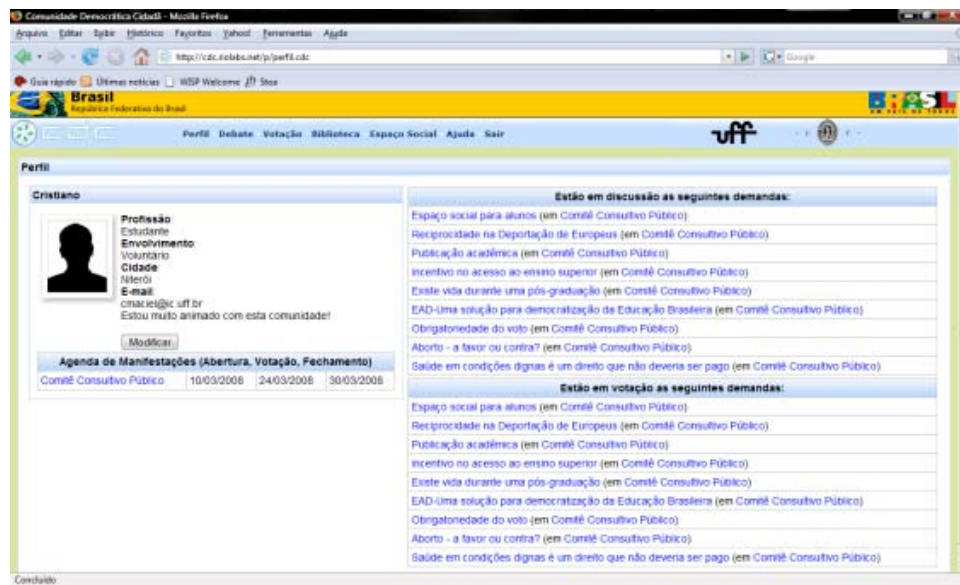 Comunidade Democrática Cidadã - Mozilla Firefox
Arquivo Editar Exibir Histórico Favoritos Yahoo! Ferramentas Ajuda
http://cdc.riolabs.net/p/perfil.cdc
Google
Guia rápido Últimas notícias WISP Welcome Stoa
Brasil
República Federativa do Brasil
BRASIL
UM PAÍS DE TODOS
Perfil Debate Votação Biblioteca Espaço Social Ajuda Sair
uff
Perfil
Cristiano
Profissão
Estudante
Envolvimento
Voluntário
Cidade
Niterói
E-mail
cmaciel@ic.uff.br
Estou muito animado com esta comunidade!
Modificar
Agenda de Manifestações (Abertura, Votação, Fechamento)
Comitê Consultivo Público 10/03/2008 24/03/2008 30/03/2008
Estão em discussão as seguintes demandas:
Espaço social para alunos (em Comitê Consultivo Público)
Reciprocidade na Deportação de Europeus (em Comitê Consultivo Público)
Publicação acadêmica (em Comitê Consultivo Público)
Incentivo no acesso ao ensino superior (em Comitê Consultivo Público)
Existe vida durante uma pós-graduação (em Comitê Consultivo Público)
EAD-Uma solução para democratização da Educação Brasileira (em Comitê Consultivo Público)
Obrigatoriedade do voto (em Comitê Consultivo Público)
Aborto - a favor ou contra? (em Comitê Consultivo Público)
Saúde em condições dignas é um direito que não deveria ser pago (em Comitê Consultivo Público)
Estão em votação as seguintes demandas:
Espaço social para alunos (em Comitê Consultivo Público)
Reciprocidade na Deportação de Europeus (em Comitê Consultivo Público)
Publicação acadêmica (em Comitê Consultivo Público)
Incentivo no acesso ao ensino superior (em Comitê Consultivo Público)
Existe vida durante uma pós-graduação (em Comitê Consultivo Público)
EAD-Uma solução para democratização da Educação Brasileira (em Comitê Consultivo Público)
Obrigatoriedade do voto (em Comitê Consultivo Público)
Aborto - a favor ou contra? (em Comitê Consultivo Público)
Saúde em condições dignas é um direito que não deveria ser pago (em Comitê Consultivo Público)
Concluído